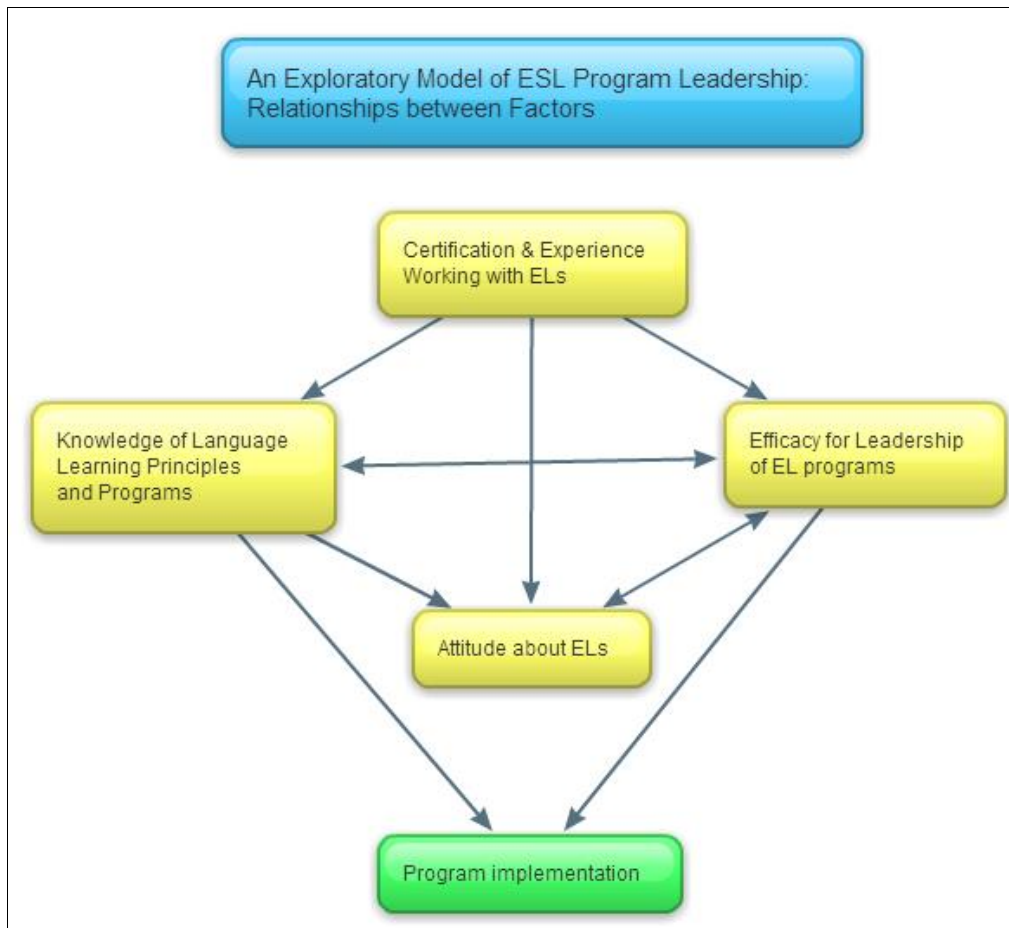 An Exploratory Model of ESL Program Leadership:
Relationships between Factors
Certification & Experience
Working with ELs
Knowledge of Language
Learning Principles
and Programs
Efficacy for Leadership
of EL programs
Attitude about ELs
Program implementation